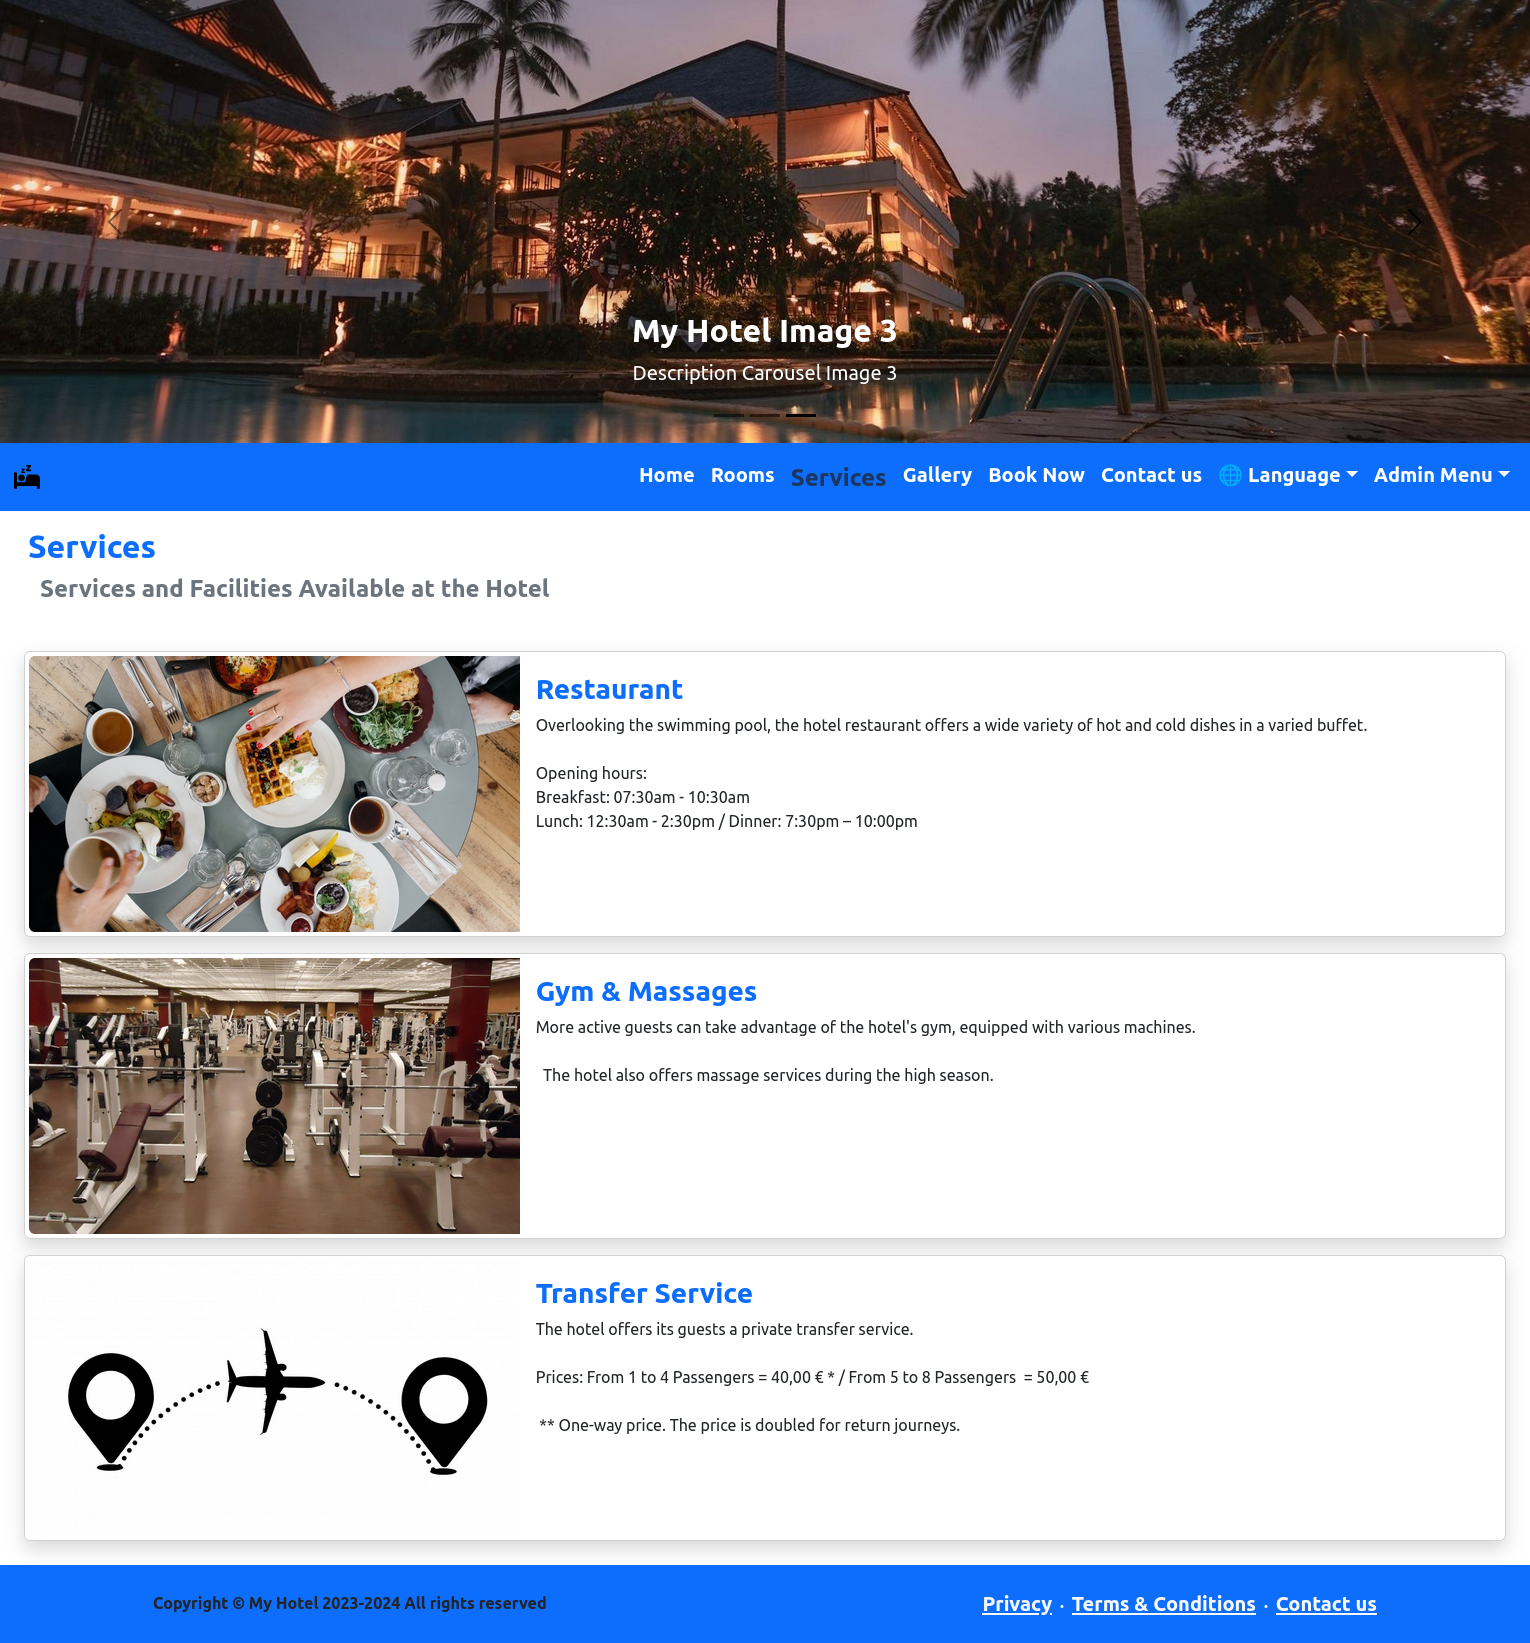 My Hotel Image 3
Description Carousel Image 3
Home Rooms Services Gallery Book Now Contact us 🌐 Language Admin Menu
Services
Services and Facilities Available at the Hotel
Restaurant
Overlooking the swimming pool, the hotel restaurant offers a wide variety of hot and cold dishes in a varied buffet.
Opening hours:
Breakfast: 07:30am - 10:30am
Lunch: 12:30am - 2:30pm / Dinner: 7:30pm – 10:00pm
Gym & Massages
More active guests can take advantage of the hotel's gym, equipped with various machines.
The hotel also offers massage services during the high season.
Transfer Service
The hotel offers its guests a private transfer service.
Prices: From 1 to 4 Passengers = 40,00 € * / From 5 to 8 Passengers  = 50,00 €
** One-way price. The price is doubled for return journeys.
Copyright © My Hotel 2023-2024 All rights reserved
Privacy · Terms & Conditions · Contact us